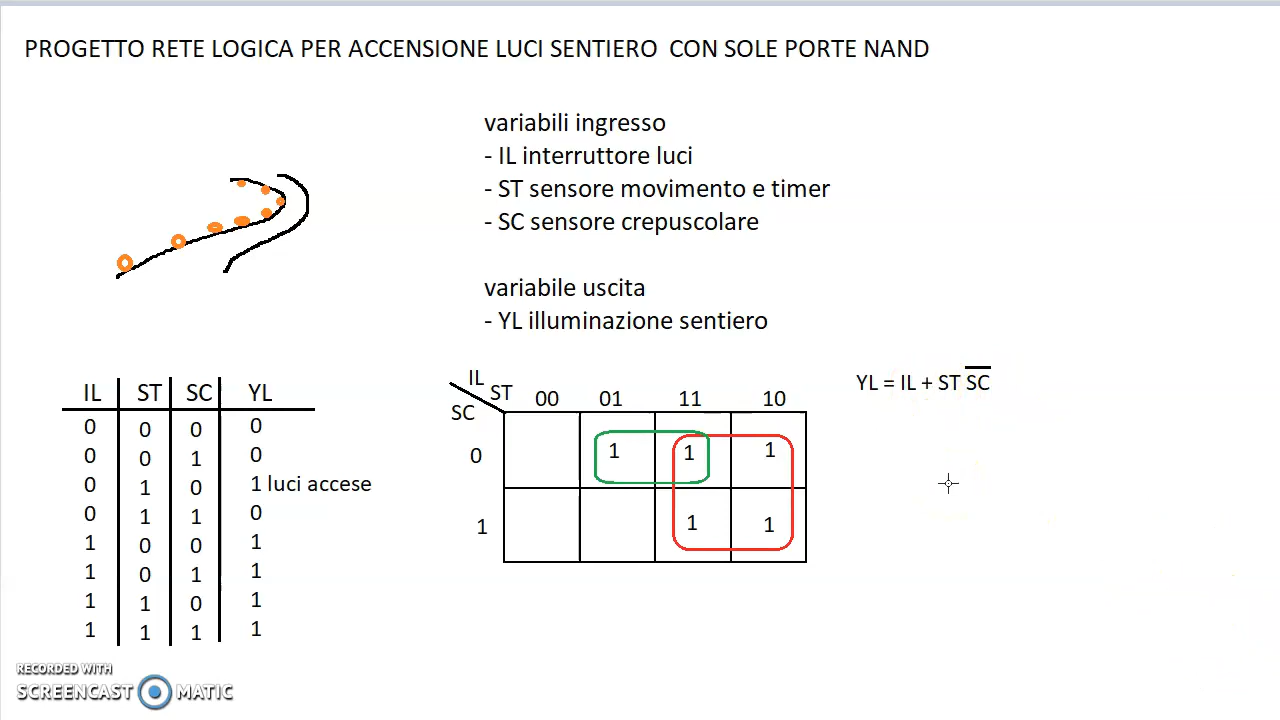 PROGETTO RETE LOGICA PER ACCENSIONE LUCI SENTIERO CON SOLE PORTE NAND
variabili ingresso
- IL interruttore luci
- ST sensore movimento e timer
- SC sensore crepuscolare
variabile uscita
- YL illuminazione sentiero
IL ST SC YL
0 0 0 0
0 0 1 0
0 1 0 1 luci accese
0 1 1 0
1 0 0 1
1 0 1 1
1 1 0 1
1 1 1 1
IL
ST
SC
00 01 11 10
0 1 1 1
1 1 1
YL = IL + ST S̅C̅
RECORDED WITH
SCREENCAST MATIC